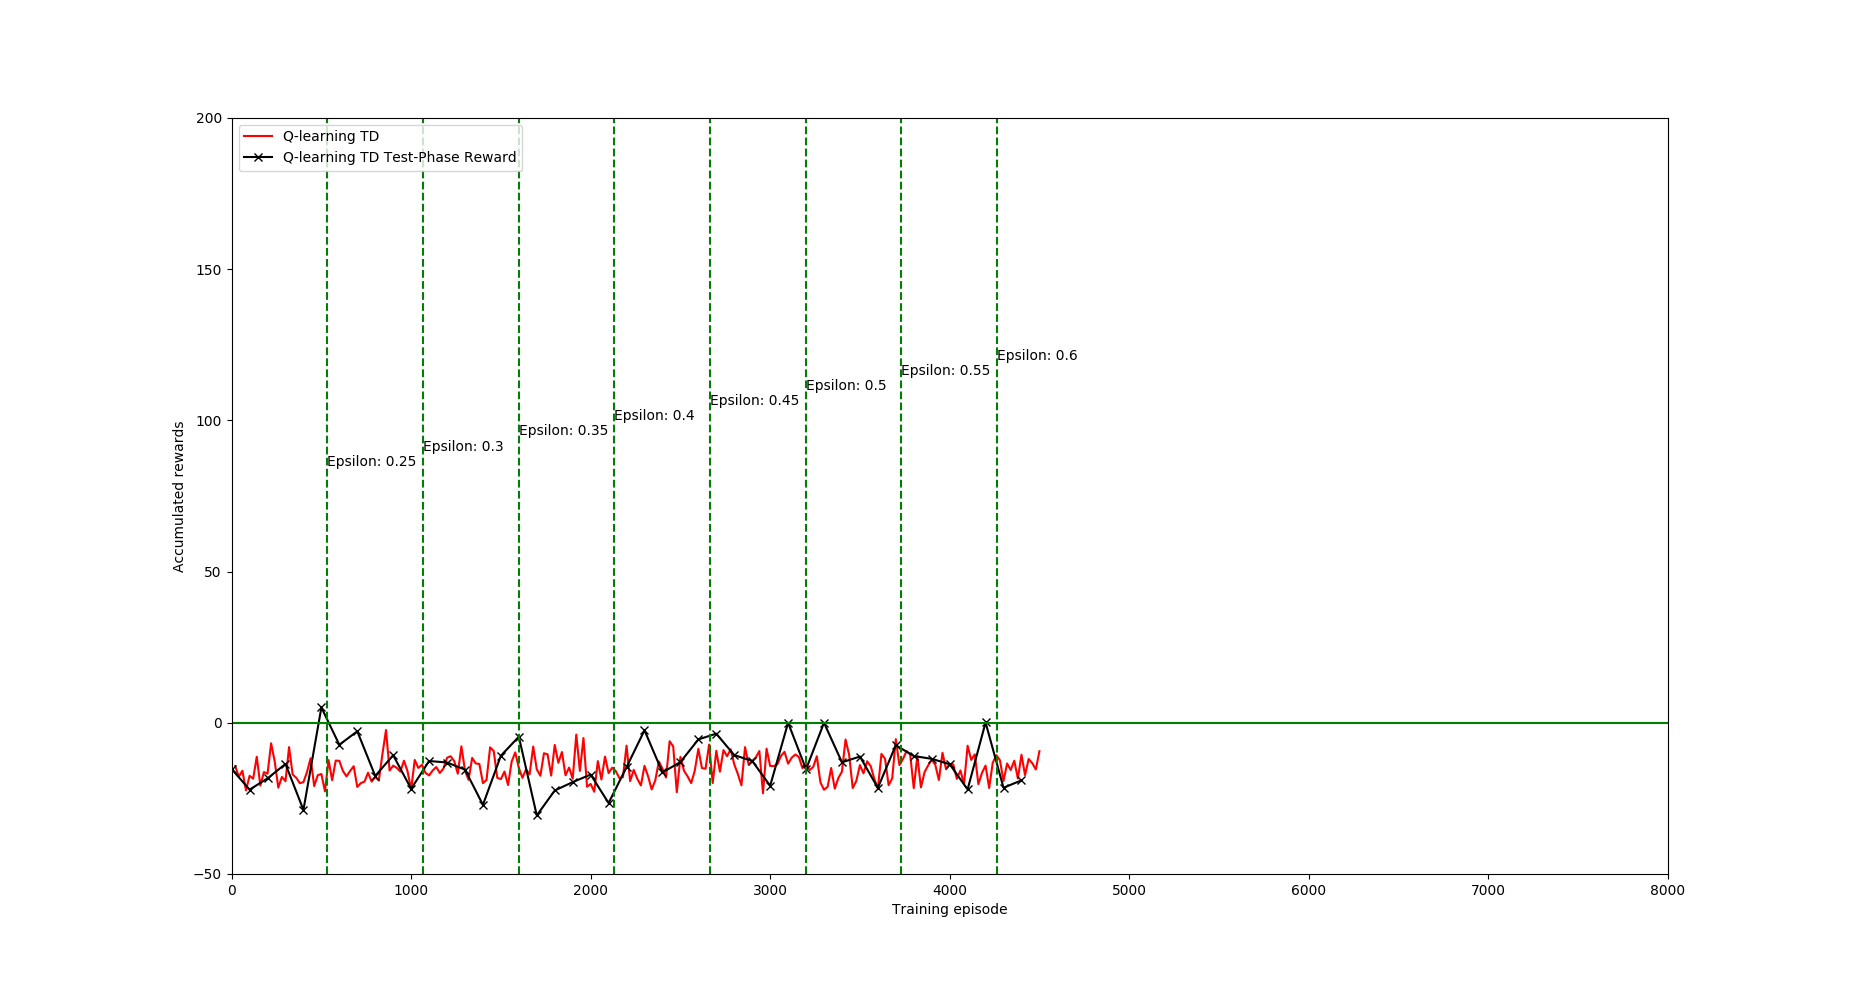 200
150
100
50
0
−50
Accumulated rewards
Q-learning TD
Q-learning TD Test-Phase Reward
Epsilon: 0.25
Epsilon: 0.3
Epsilon: 0.35
Epsilon: 0.4
Epsilon: 0.45
Epsilon: 0.5
Epsilon: 0.55
Epsilon: 0.6
0 1000 2000 3000 4000 5000 6000 7000 8000
Training episode